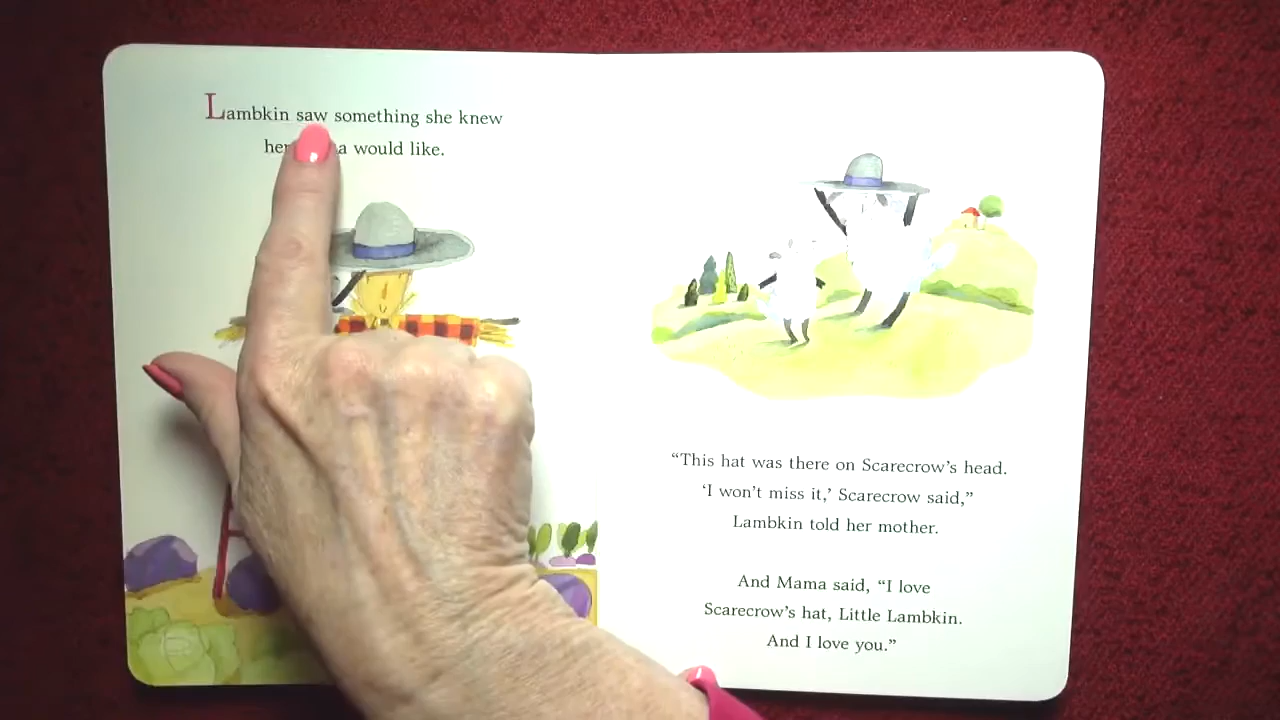 Lambkin saw something she knew
her a would like.
“This hat was there on Scarecrow’s head.
‘I won’t miss it,’ Scarecrow said,”
Lambkin told her mother.
And Mama said, “I love
Scarecrow’s hat, Little Lambkin.
And I love you.”